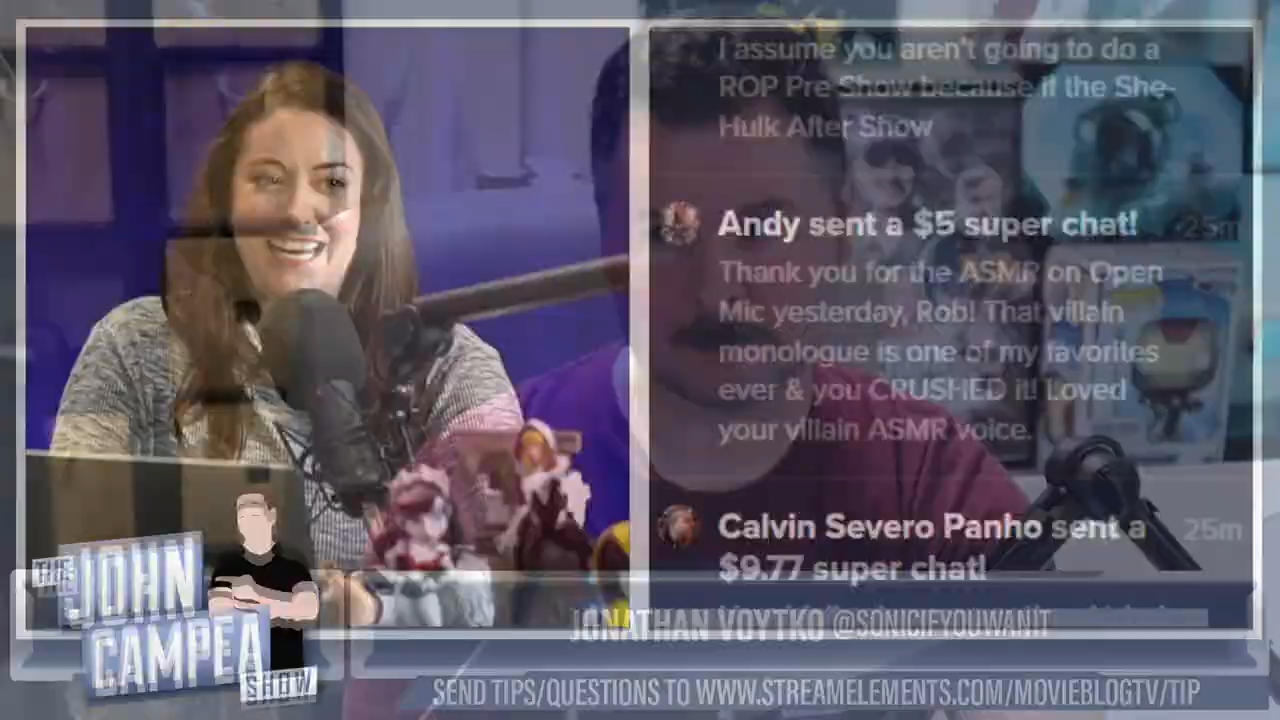 I assume you aren't going to do a
ROP Pre Show because if the She-
Hulk After Show
Andy sent a $5 super chat!
25m
Thank you for the ASMR on Open
Mic yesterday, Rob! That villain
monologue is one of my favorites
ever & you CRUSHED it! Loved
your villain ASMR voice.
Calvin Severo Panho sent a
25m
$9.77 super chat!
THE
JOHN
CAMPEA
SHOW
JONATHAN VOYTKO @SONICIFYOUWANIT
SEND TIPS/QUESTIONS TO WWW.STREAMELEMENTS.COM/MOVIEBLOGTV/TIP